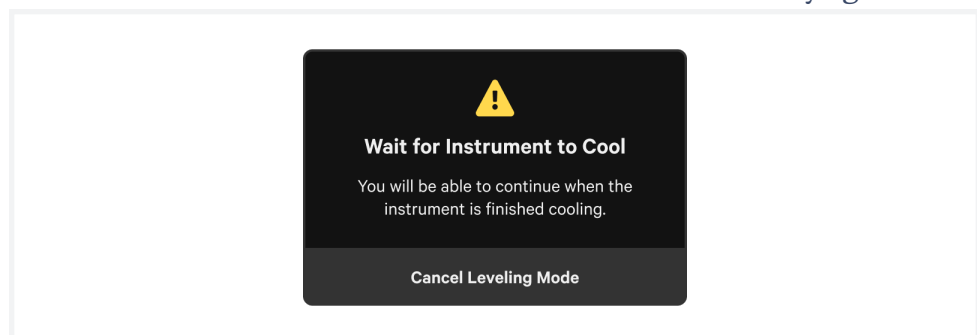 Wait for Instrument to Cool
You will be able to continue when the
instrument is finished cooling.
Cancel Leveling Mode